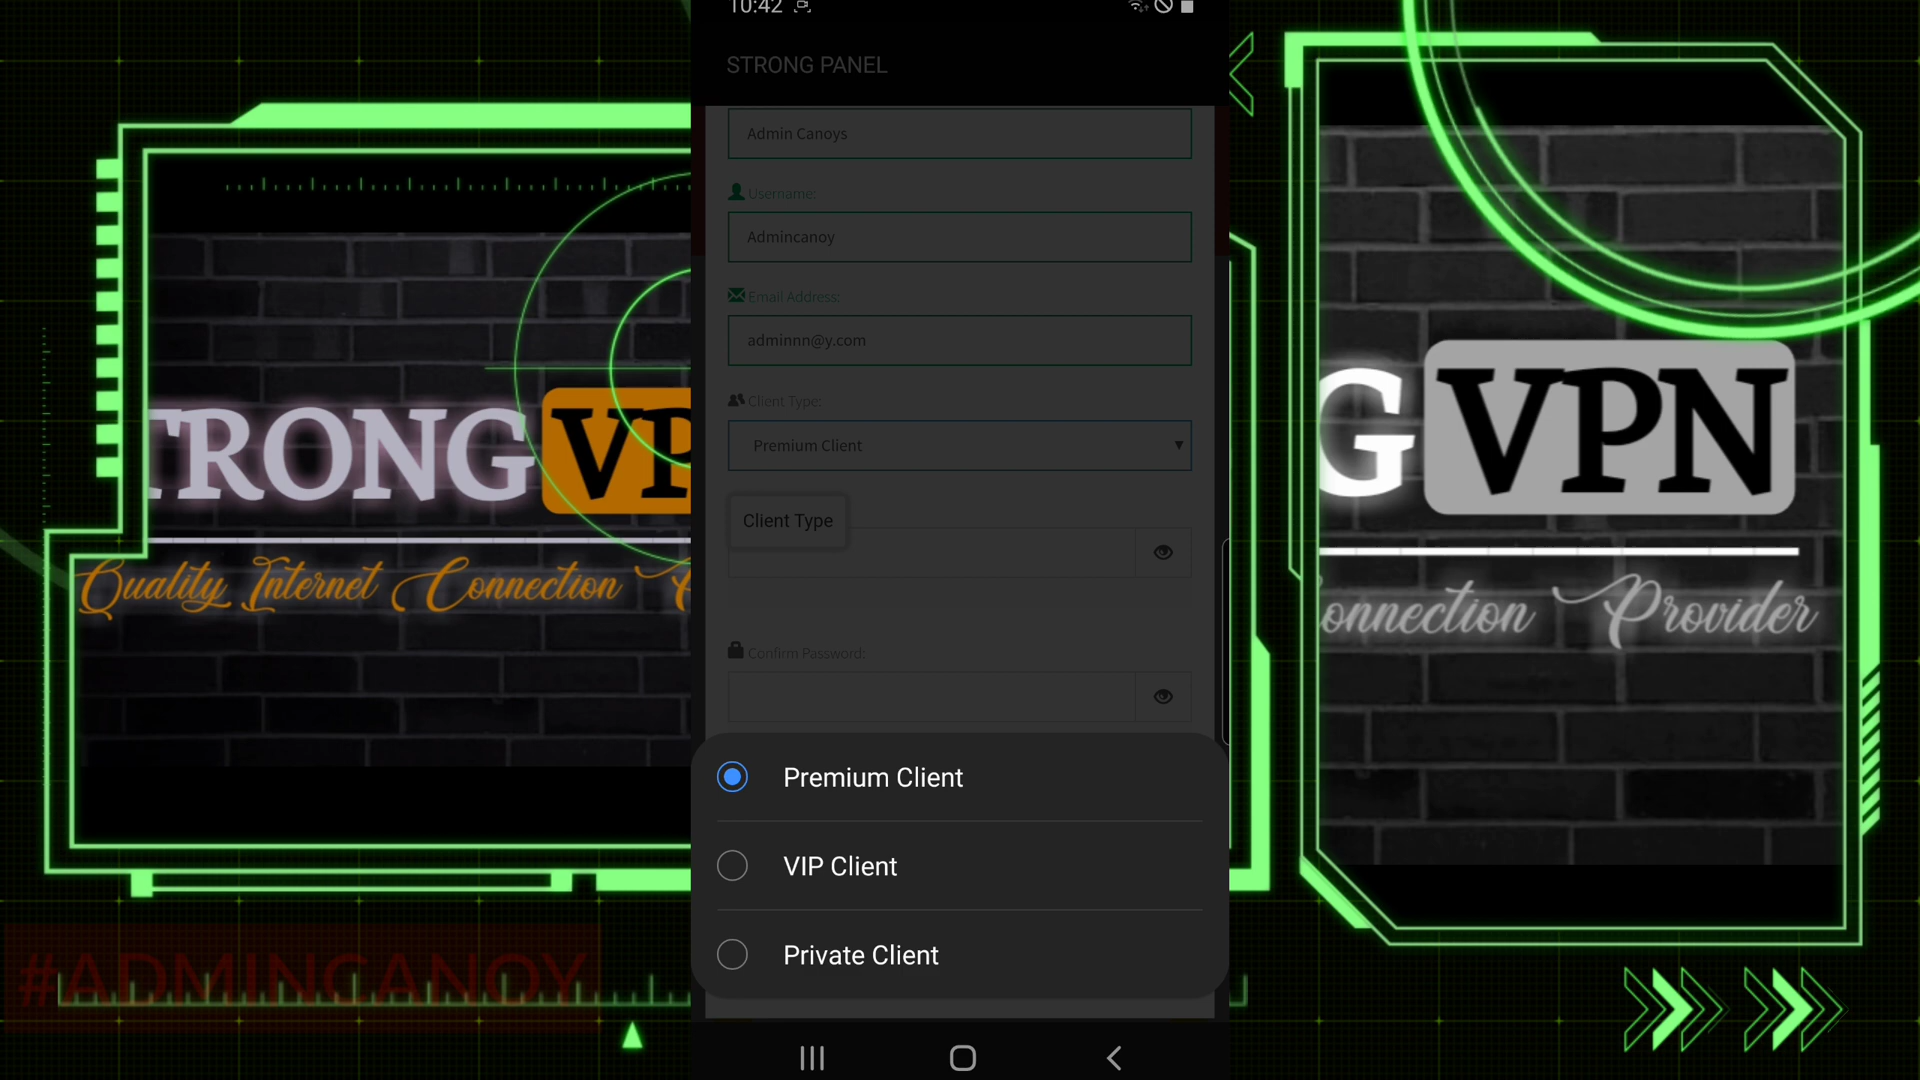 10:42
STRONG PANEL
Admin Canoys
Username:
Admincanoy
Email Address:
adminnn@y.com
Client Type:
Premium Client
Client Type
Confirm Password:
Premium Client
VIP Client
Private Client
TRONG VP
Quality Internet Connection
G VPN
onnection Provider
#ADMINCANOY